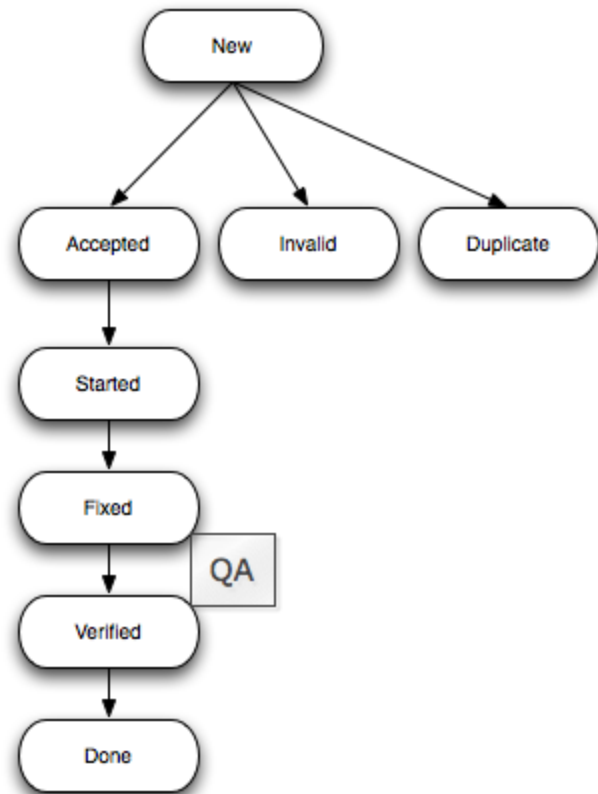 New
Accepted
Invalid
Duplicate
Started
Fixed
QA
Verified
Done